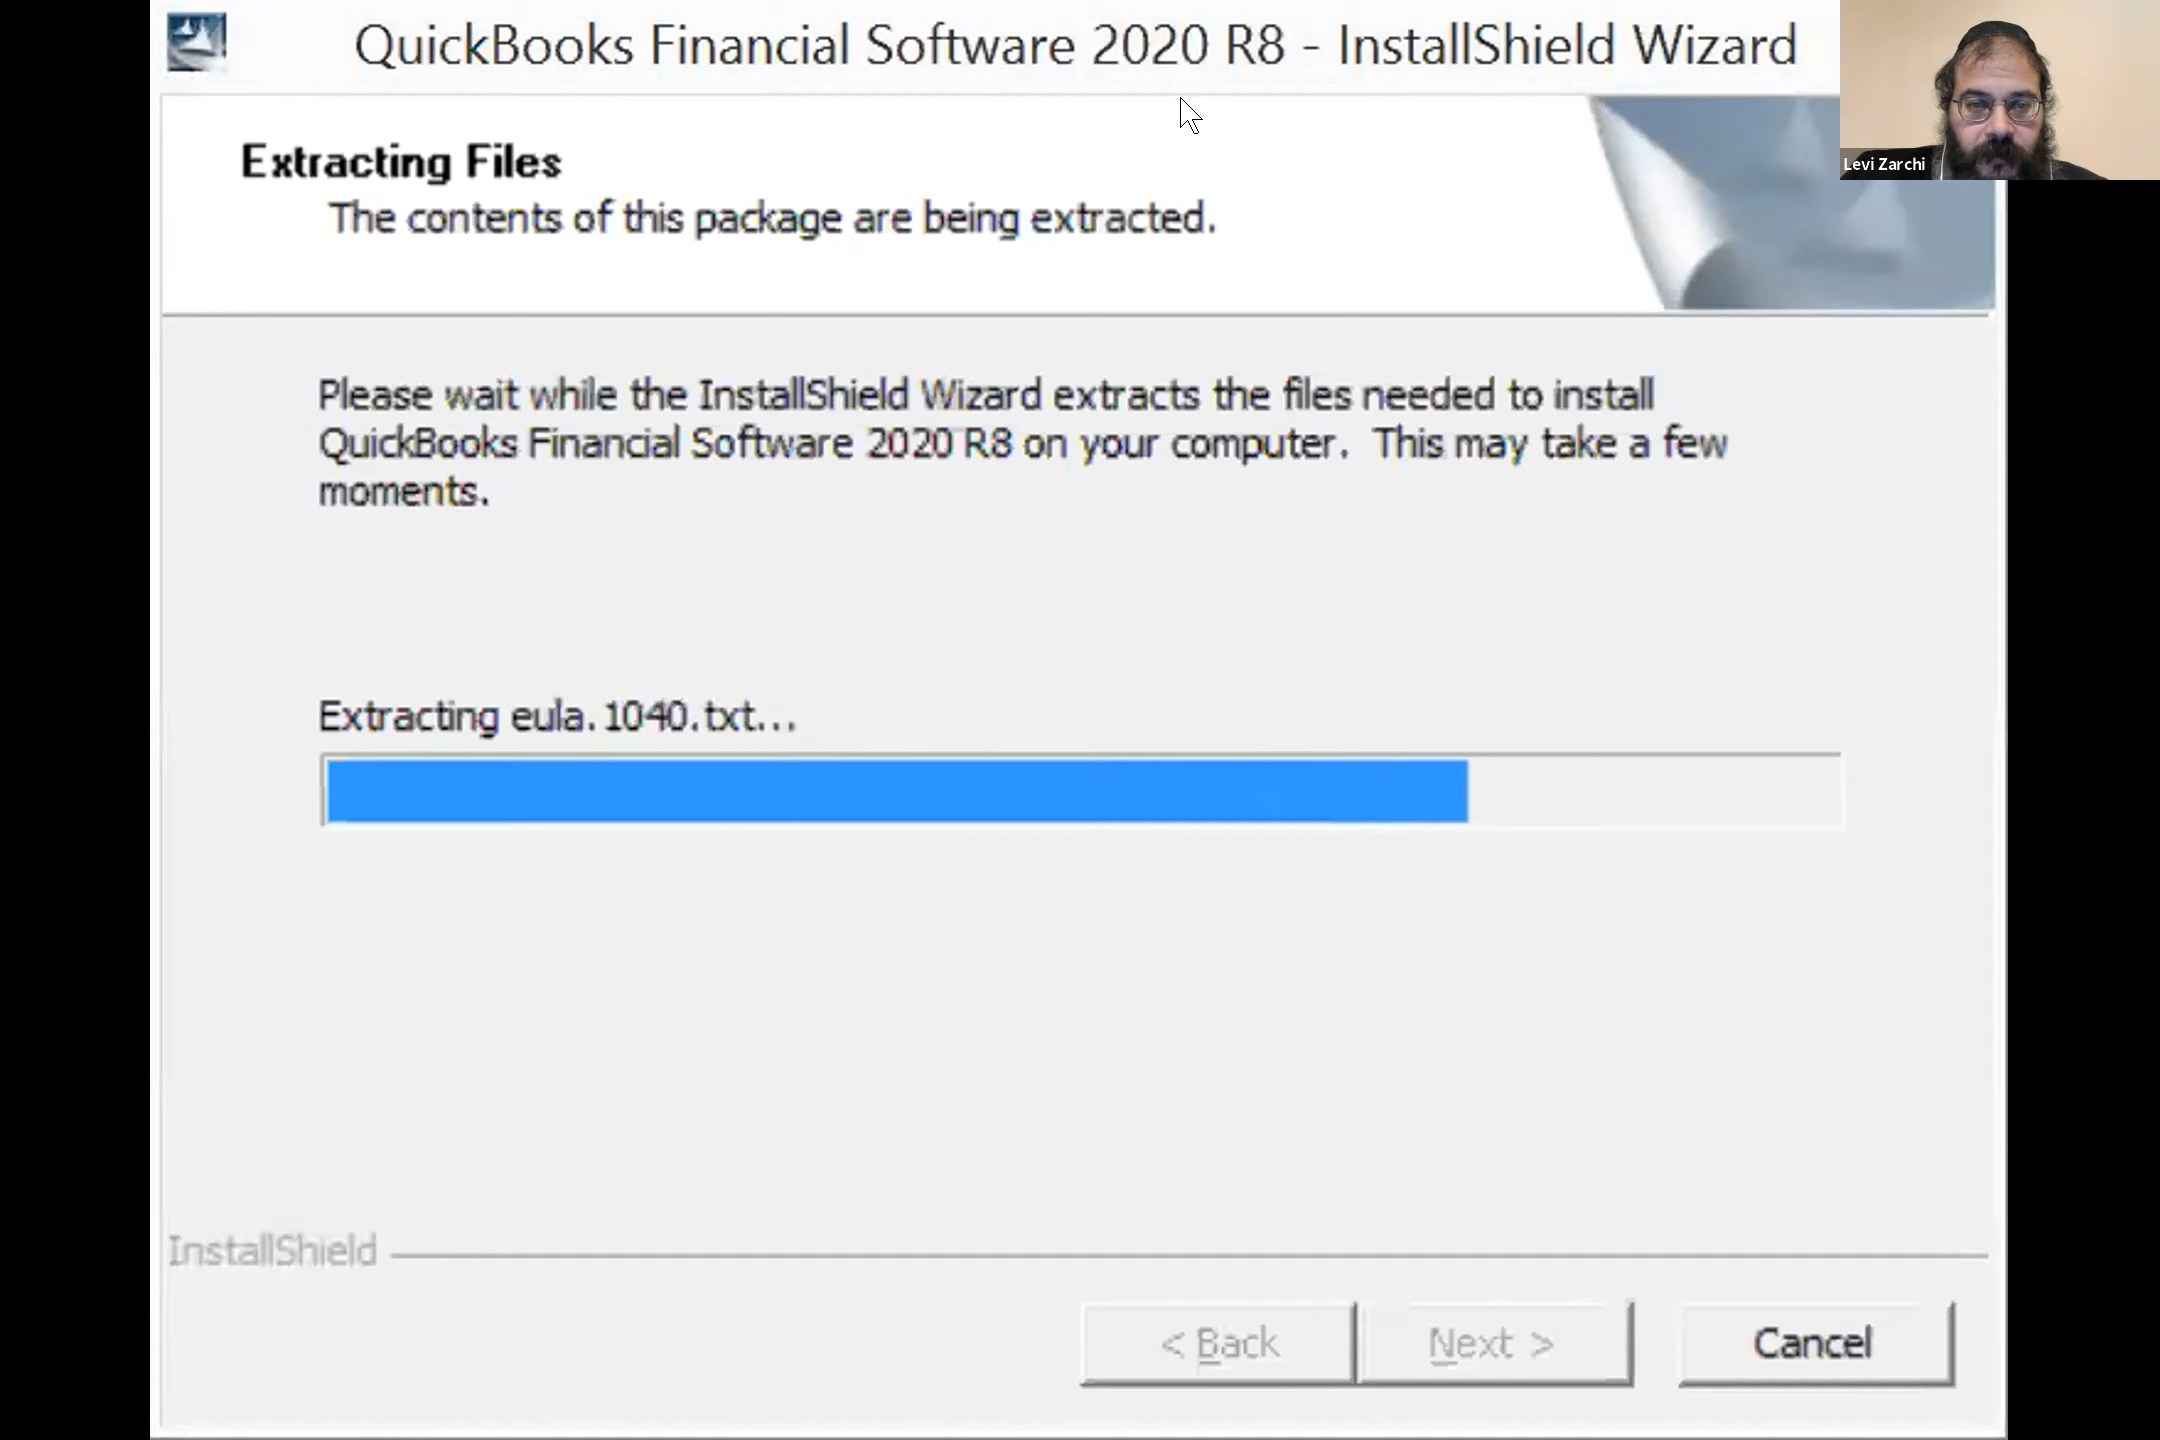 QuickBooks Financial Software 2020 R8 - InstallShield Wizard
Levi Zarchi
Extracting Files
The contents of this package are being extracted.
Please wait while the InstallShield Wizard extracts the files needed to install
QuickBooks Financial Software 2020 R8 on your computer.  This may take a few
moments.
Extracting eula.1040.txt...
InstallShield
< Back
Next >
Cancel